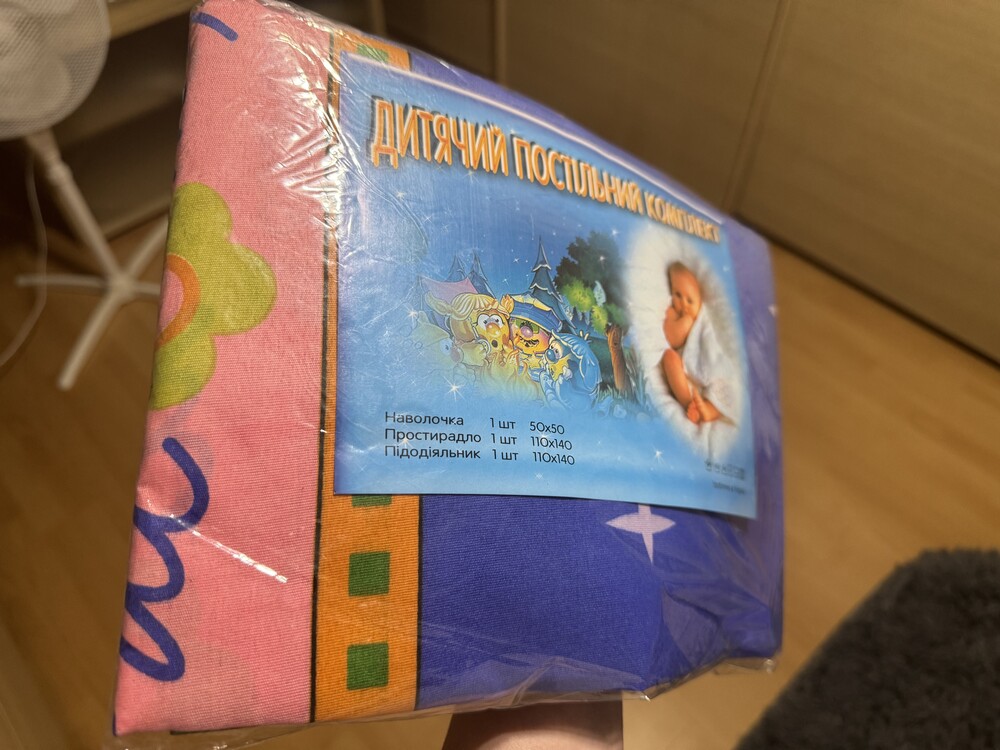 ДИТЯЧИЙ ПОСТІЛЬНИЙ КОМПЛЕКТ
Наволочка 1 шт 50х50
Простирадло 1 шт 110х140
Підодіяльник 1 шт 110х140